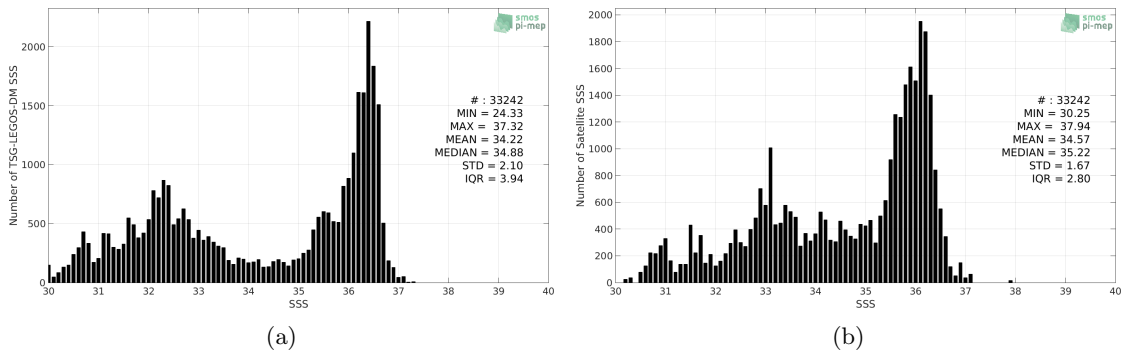 smos
pi-mep
Number of TSG-LEGOS-DM SSS
2000
1500
1000
500
0
# : 33242
MIN = 24.33
MAX = 37.32
MEAN = 34.22
MEDIAN = 34.88
STD = 2.10
IQR = 3.94
30 31 32 33 34 35 36 37 38 39 40
SSS
(a)
smos
pi-mep
Number of Satellite SSS
2000
1800
1600
1400
1200
1000
800
600
400
200
0
# : 33242
MIN = 30.25
MAX = 37.94
MEAN = 34.57
MEDIAN = 35.22
STD = 1.67
IQR = 2.80
30 31 32 33 34 35 36 37 38 39 40
SSS
(b)